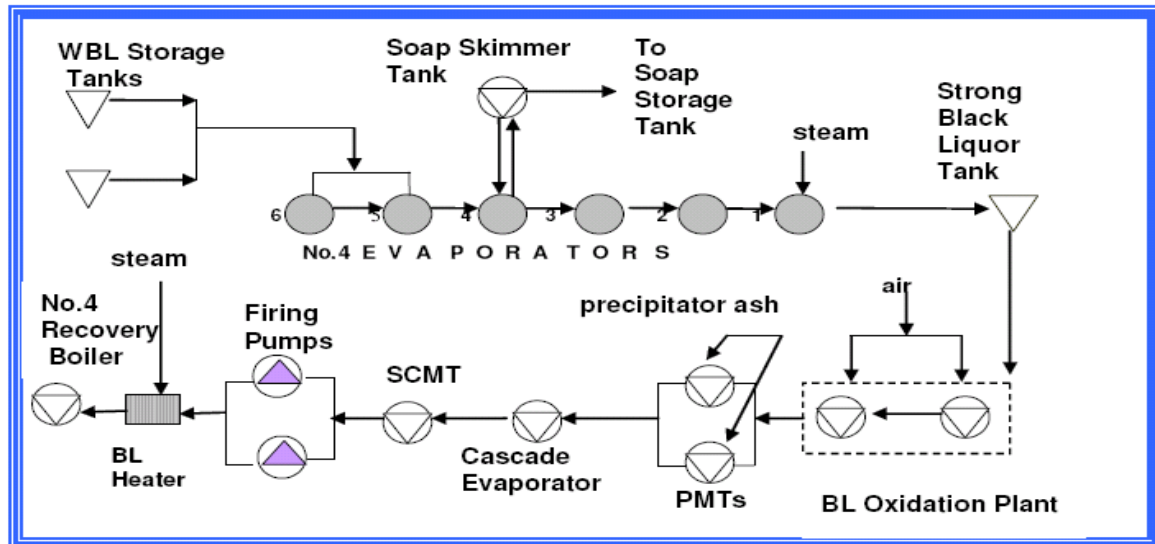 WBL Storage
Tanks
Soap Skimmer
Tank
To
Soap
Storage
Tank
steam
Strong
Black
Liquor
Tank
6 5 4 3 2 1
No.4 E V A P O R A T O R S
steam
No.4
Recovery
Boiler
BL
Heater
Firing
Pumps
SCMT
Cascade
Evaporator
precipitator ash
PMTs
air
BL Oxidation Plant